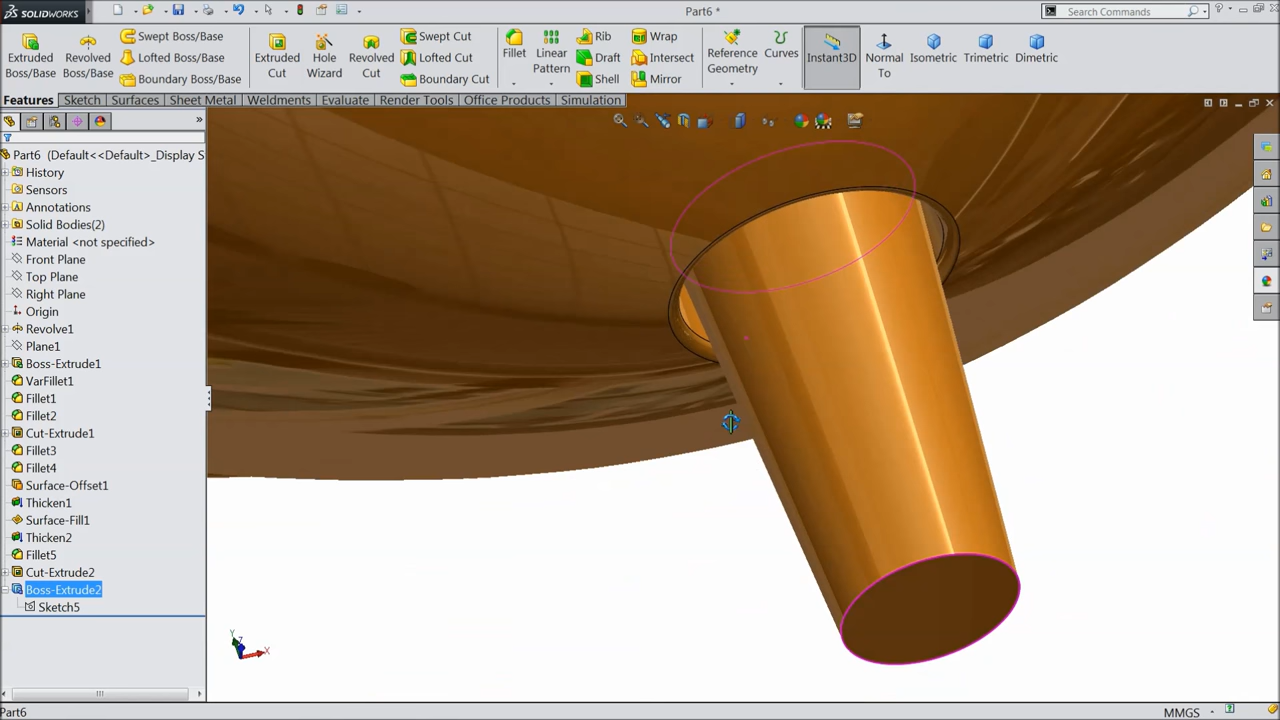 SOLIDWORKS
Part6 *
Search Commands
Extruded Boss/Base
Revolved Boss/Base
Swept Boss/Base
Lofted Boss/Base
Boundary Boss/Base
Extruded Cut
Hole Wizard
Revolved Cut
Swept Cut
Lofted Cut
Boundary Cut
Fillet
Linear Pattern
Rib
Draft
Shell
Wrap
Intersect
Mirror
Reference Geometry
Curves
Instant3D
Normal To
Isometric
Trimetric
Dimetric
Features Sketch Surfaces Sheet Metal Weldments Evaluate Render Tools Office Products Simulation
Part6 (Default<<Default>_Display S
History
Sensors
Annotations
Solid Bodies(2)
Material <not specified>
Front Plane
Top Plane
Right Plane
Origin
Revolve1
Plane1
Boss-Extrude1
VarFillet1
Fillet1
Fillet2
Cut-Extrude1
Fillet3
Fillet4
Surface-Offset1
Thicken1
Surface-Fill1
Thicken2
Fillet5
Cut-Extrude2
Boss-Extrude2
Sketch5
Y
Z
X
Part6
MMGS